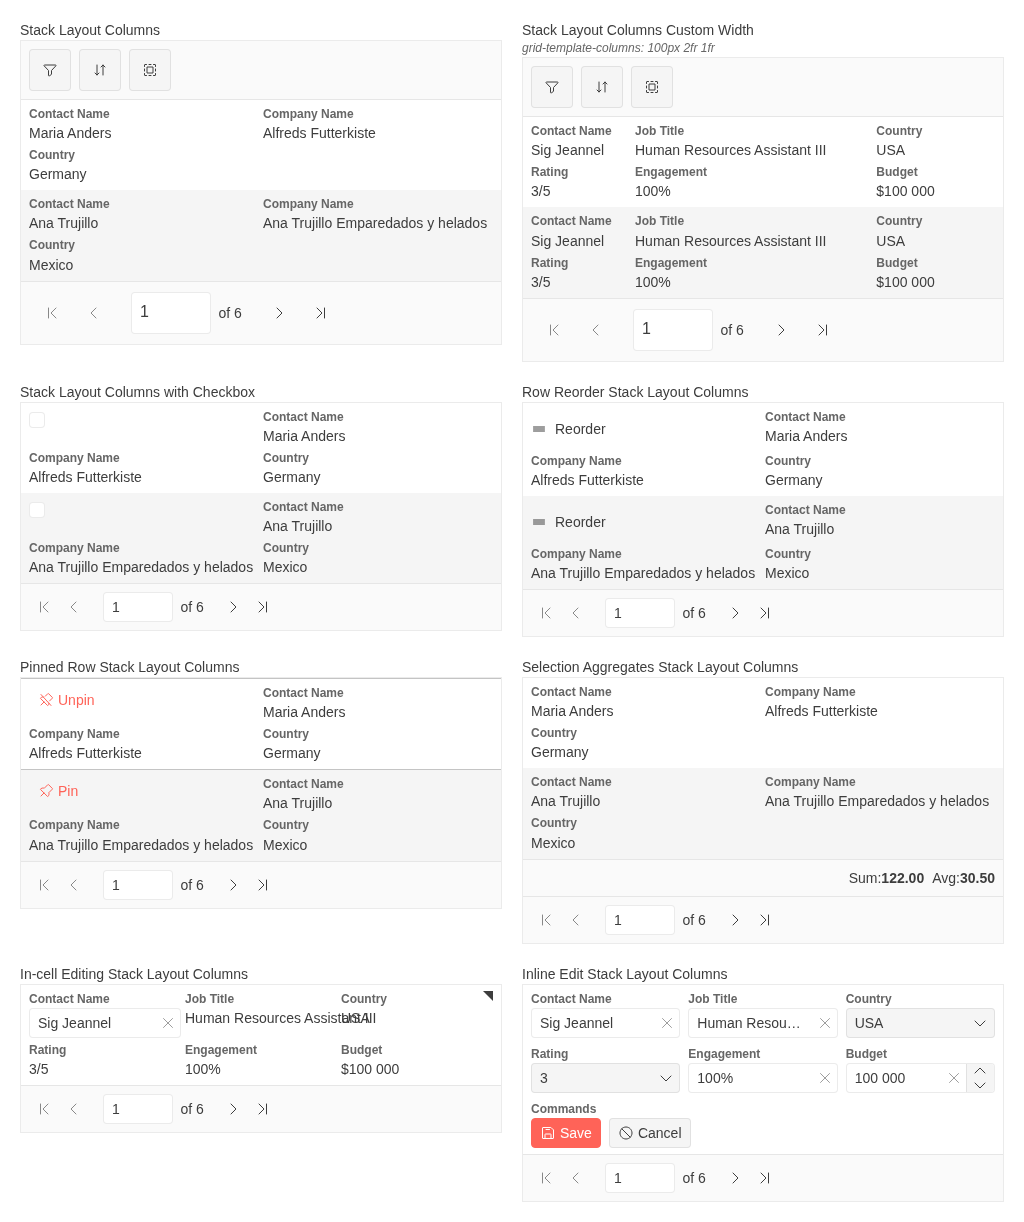 Stack Layout Columns
Contact Name Company Name
Maria Anders Alfreds Futterkiste
Country
Germany
Contact Name Company Name
Ana Trujillo Ana Trujillo Emparedados y helados
Country
Mexico
1 of 6
Stack Layout Columns Custom Width
grid-template-columns: 100px 2fr 1fr
Contact Name Job Title Country
Sig Jeannel Human Resources Assistant III USA
Rating Engagement Budget
3/5 100% $100 000
Contact Name Job Title Country
Sig Jeannel Human Resources Assistant III USA
Rating Engagement Budget
3/5 100% $100 000
1 of 6
Stack Layout Columns with Checkbox
Contact Name
Maria Anders
Company Name Country
Alfreds Futterkiste Germany
Contact Name
Ana Trujillo
Company Name Country
Ana Trujillo Emparedados y helados Mexico
1 of 6
Row Reorder Stack Layout Columns
Contact Name
Reorder Maria Anders
Company Name Country
Alfreds Futterkiste Germany
Contact Name
Reorder Ana Trujillo
Company Name Country
Ana Trujillo Emparedados y helados Mexico
1 of 6
Pinned Row Stack Layout Columns
Contact Name
Unpin Maria Anders
Company Name Country
Alfreds Futterkiste Germany
Contact Name
Pin Ana Trujillo
Company Name Country
Ana Trujillo Emparedados y helados Mexico
1 of 6
Selection Aggregates Stack Layout Columns
Contact Name Company Name
Maria Anders Alfreds Futterkiste
Country
Germany
Contact Name Company Name
Ana Trujillo Ana Trujillo Emparedados y helados
Country
Mexico
Sum:122.00 Avg:30.50
1 of 6
In-cell Editing Stack Layout Columns
Contact Name Job Title Country
Sig Jeannel Human Resources Assistant III USA
Rating Engagement Budget
3/5 100% $100 000
1 of 6
Inline Edit Stack Layout Columns
Contact Name Job Title Country
Sig Jeannel Human Resou… USA
Rating Engagement Budget
3 100% 100 000
Commands
Save Cancel
1 of 6